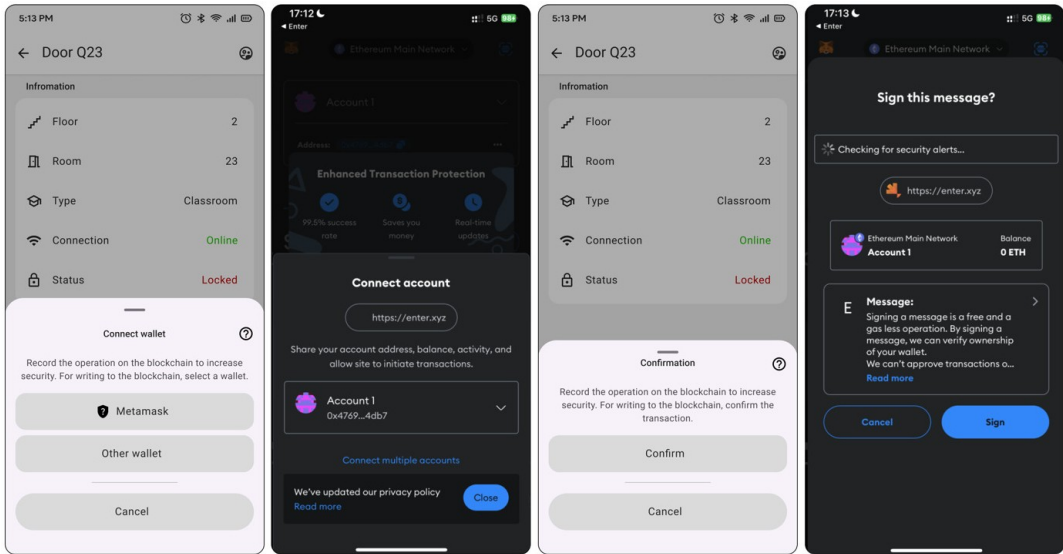 5:13 PM
Door Q23
Infromation
Floor 2
Room 23
Type Classroom
Connection Online
Status Locked
Connect wallet
Record the operation on the blockchain to increase
security. For writing to the blockchain, select a wallet.
Metamask
Other wallet
Cancel
17:12
5G 98+
Enter
Ethereum Main Network
Account 1
Address:
Enhanced Transaction Protection
99.5% success
rate
Saves you
money
Real-time
updates
Connect account
https://enter.xyz
Share your account address, balance, activity, and
allow site to initiate transactions.
Account 1
0x4769...4db7
Connect multiple accounts
We've updated our privacy policy
Read more
Close
5:13 PM
Door Q23
Infromation
Floor 2
Room 23
Type Classroom
Connection Online
Status Locked
Confirmation
Record the operation on the blockchain to increase
security. For writing to the blockchain, confirm the
transaction.
Confirm
Cancel
17:13
5G 98+
Enter
Ethereum Main Network
Sign this message?
Checking for security alerts...
https://enter.xyz
Ethereum Main Network Balance
Account 1 0 ETH
E
Message:
Signing a message is a free and a
gas less operation. By signing a
message, we can verify ownership
of your wallet.
We can't approve transactions o...
Read more
Cancel
Sign